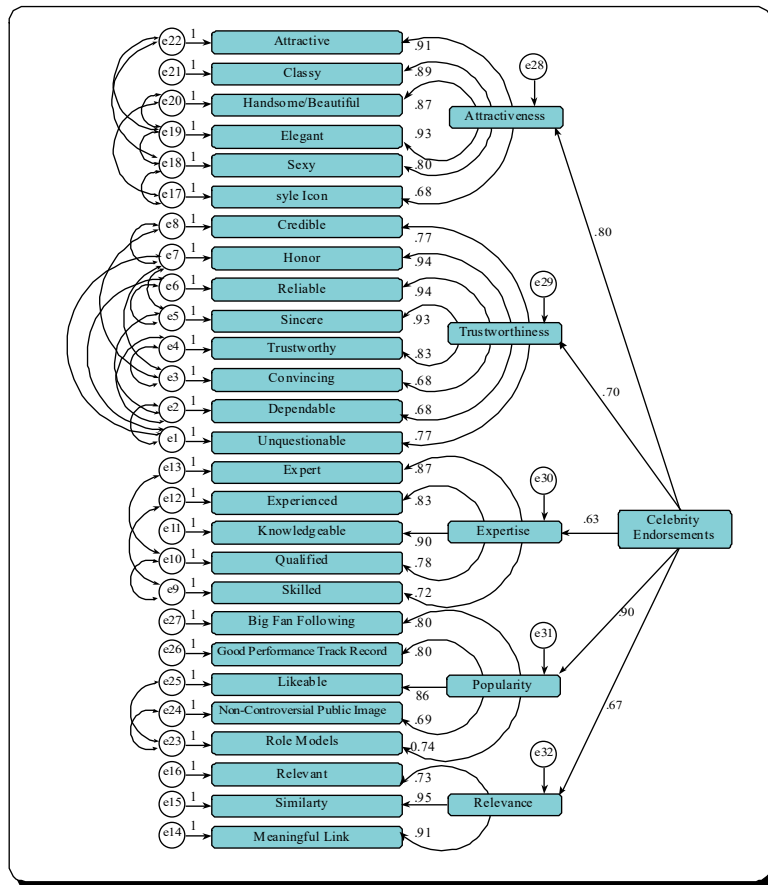 e22 1 Attractive .91
e21 1 Classy .89
e28
e20 1 Handsome/Beautiful .87
Attractiveness
e19 1 Elegant .93
e18 1 Sexy .80
e17 1 syle Icon .68
e8 1 Credible .77
.80
e7 1 Honor .94
e6 1 Reliable .94
e29
e5 1 Sincere .93
Trustworthiness
e4 1 Trustworthy .83
e3 1 Convincing .68
.70
e2 1 Dependable .68
e1 1 Unquestionable .77
e13 1 Expert .87
e30
e12 1 Experienced .83
e11 1 Knowledgeable .90
Expertise .63
Celebrity
Endorsements
e10 1 Qualified .78
e9 1 Skilled .72
e27 1 Big Fan Following .80
.90
e31
e26 1 Good Performance Track Record .80
e25 1 Likeable 86
Popularity
e24 1 Non-Controversial Public Image .69
.67
e23 1 Role Models 0.74
e32
e16 1 Relevant .73
e15 1 Similarty .95
Relevance
e14 1 Meaningful Link .91